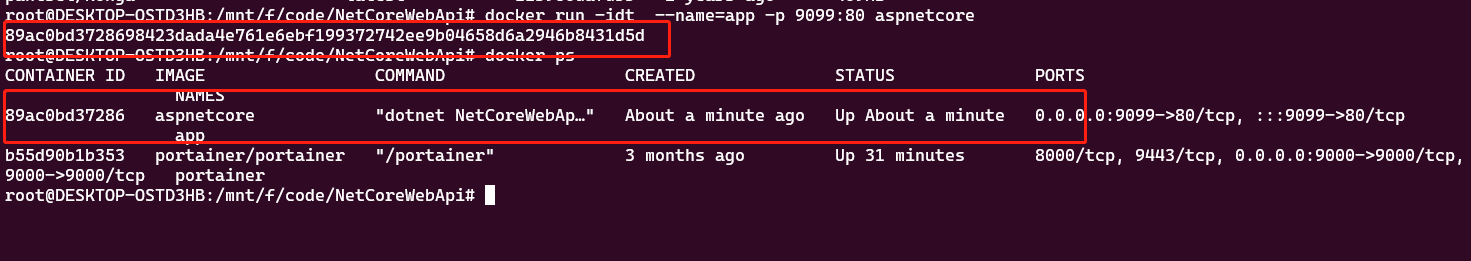 root@DESKTOP-OSTD3HB:/mnt/f/code/NetCoreWebApi# docker run -idt  --name=app -p 9099:80 aspnetcore
89ac0bd3728698423dada4e761e6ebf199372742ee9b04658d6a2946b8431d5d
root@DESKTOP-OSTD3HB:/mnt/f/code/NetCoreWebApi# docker ps
CONTAINER ID   IMAGE                 COMMAND                  CREATED              STATUS              PORTS
NAMES
89ac0bd37286   aspnetcore            "dotnet NetCoreWebAp…"   About a minute ago   Up About a minute   0.0.0.0:9099->80/tcp, :::9099->80/tcp
app
b55d90b1b353   portainer/portainer   "/portainer"             3 months ago         Up 31 minutes       8000/tcp, 9443/tcp, 0.0.0.0:9000->9000/tcp,
9000->9000/tcp   portainer
root@DESKTOP-OSTD3HB:/mnt/f/code/NetCoreWebApi#